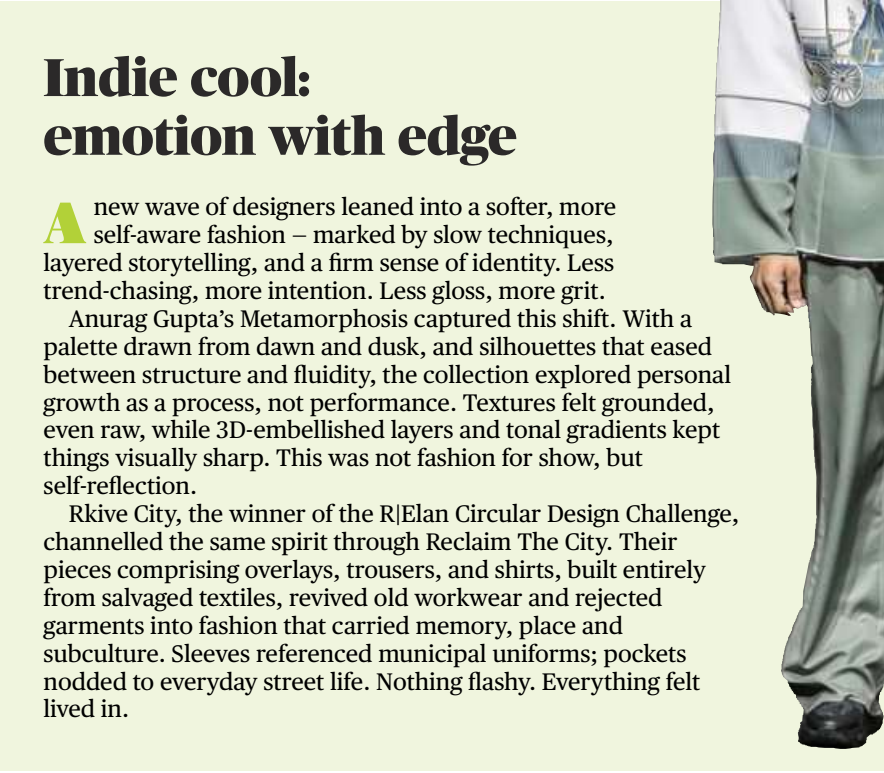 Indie cool:
emotion with edge
A new wave of designers leaned into a softer, more
self-aware fashion – marked by slow techniques,
layered storytelling, and a firm sense of identity. Less
trend-chasing, more intention. Less gloss, more grit.
Anurag Gupta’s Metamorphosis captured this shift. With a
palette drawn from dawn and dusk, and silhouettes that eased
between structure and fluidity, the collection explored personal
growth as a process, not performance. Textures felt grounded,
even raw, while 3D-embellished layers and tonal gradients kept
things visually sharp. This was not fashion for show, but
self-reflection.
Rkive City, the winner of the R|Elan Circular Design Challenge,
channelled the same spirit through Reclaim The City. Their
pieces comprising overlays, trousers, and shirts, built entirely
from salvaged textiles, revived old workwear and rejected
garments into fashion that carried memory, place and
subculture. Sleeves referenced municipal uniforms; pockets
nodded to everyday street life. Nothing flashy. Everything felt
lived in.